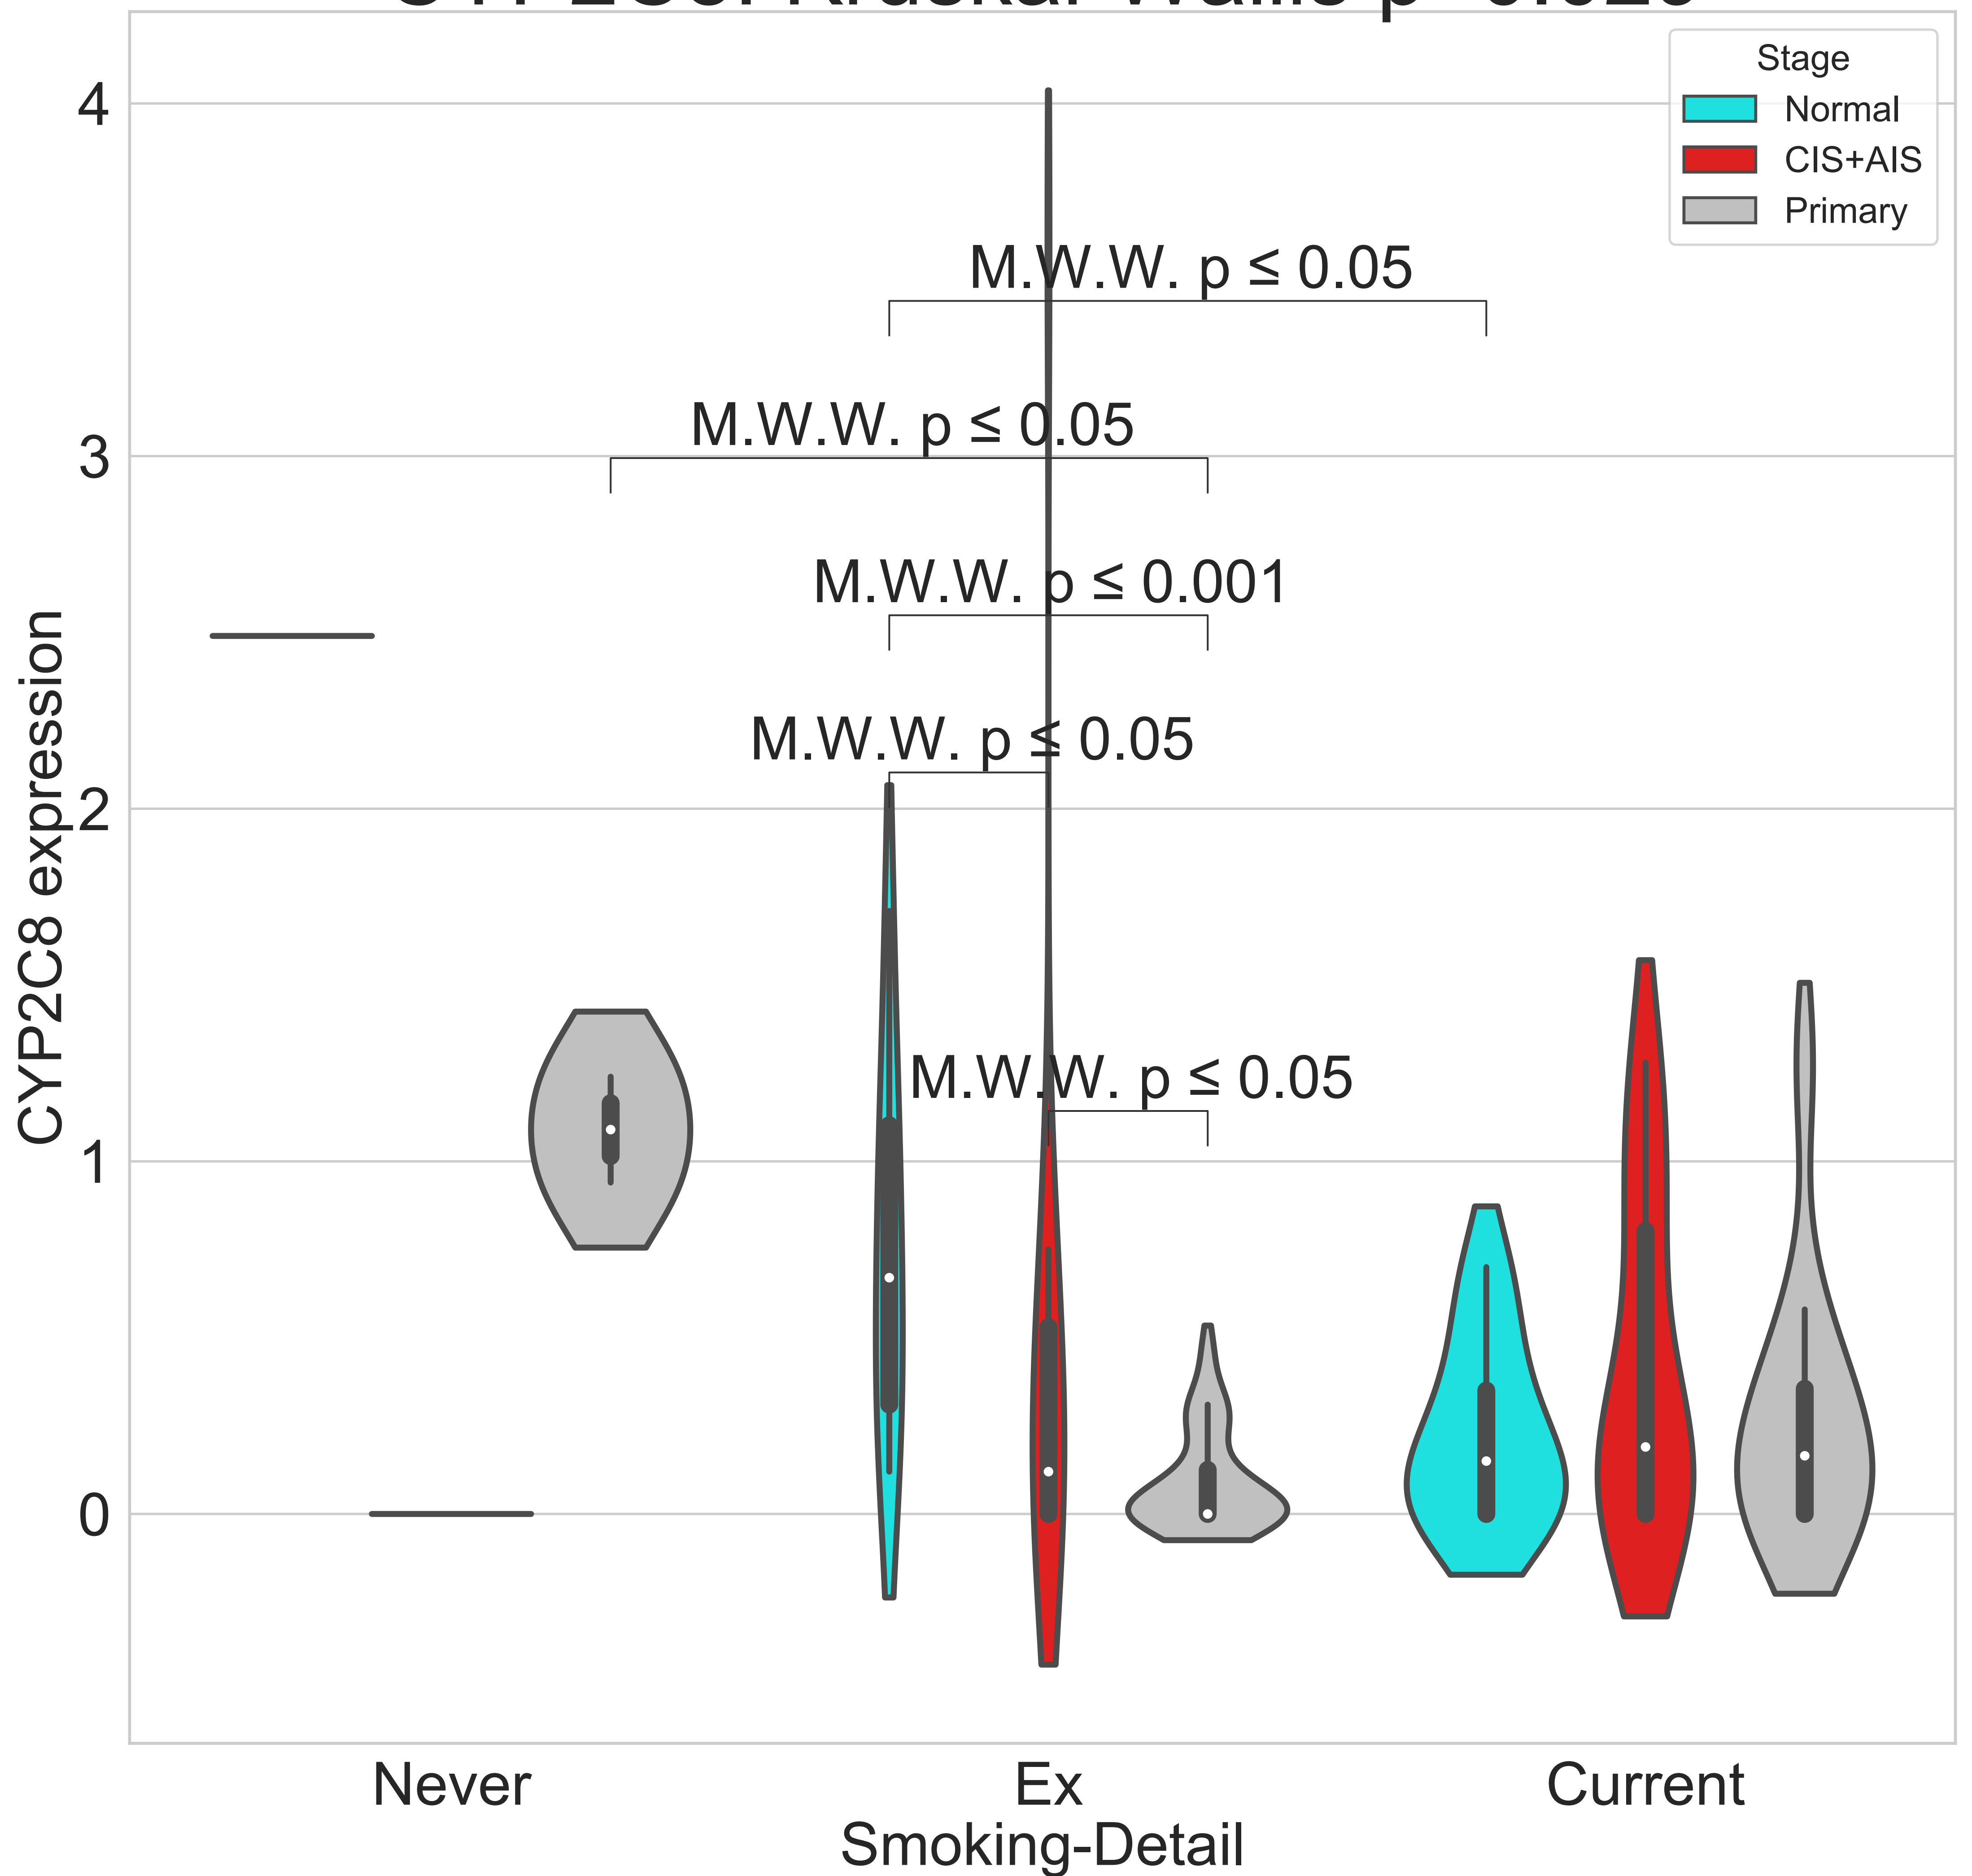 Stage
Normal
CIS+AIS
Primary
4
3
2
1
0
CYP2C8 expression
M.W.W. p ≤ 0.05
M.W.W. p ≤ 0.05
M.W.W. p ≤ 0.001
M.W.W. p ≤ 0.05
M.W.W. p ≤ 0.05
Never
Ex
Current
Smoking-Detail